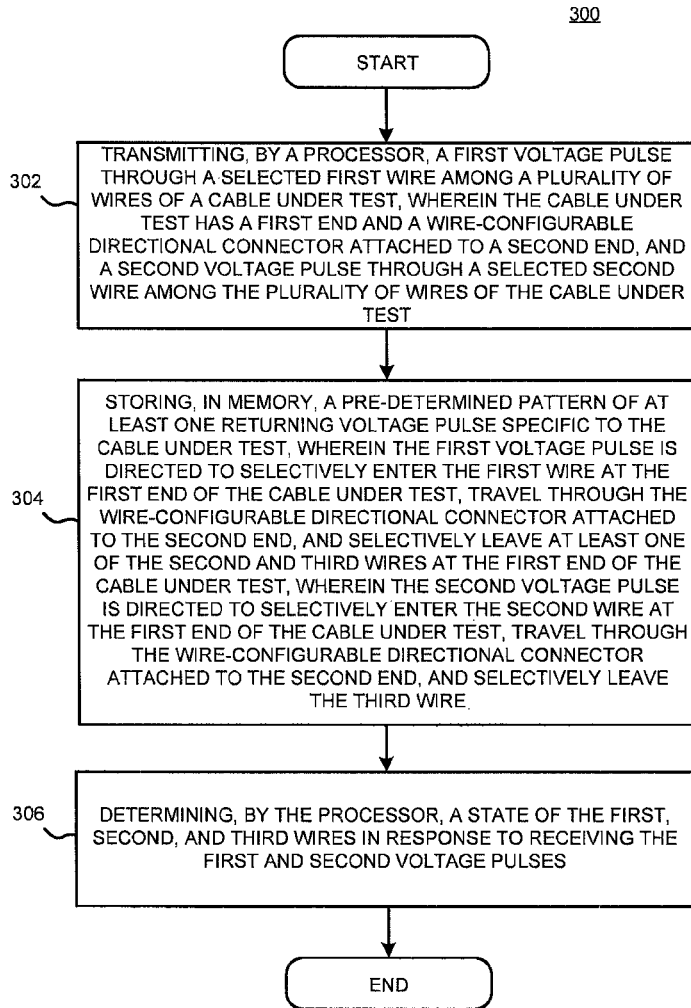 300
START
302
TRANSMITTING, BY A PROCESSOR, A FIRST VOLTAGE PULSE
THROUGH A SELECTED FIRST WIRE AMONG A PLURALITY OF
WIRES OF A CABLE UNDER TEST, WHEREIN THE CABLE UNDER
TEST HAS A FIRST END AND A WIRE-CONFIGURABLE
DIRECTIONAL CONNECTOR ATTACHED TO A SECOND END, AND
A SECOND VOLTAGE PULSE THROUGH A SELECTED SECOND
WIRE AMONG THE PLURALITY OF WIRES OF THE CABLE UNDER
TEST
304
STORING, IN MEMORY, A PRE-DETERMINED PATTERN OF AT
LEAST ONE RETURNING VOLTAGE PULSE SPECIFIC TO THE
CABLE UNDER TEST, WHEREIN THE FIRST VOLTAGE PULSE IS
DIRECTED TO SELECTIVELY ENTER THE FIRST WIRE AT THE
FIRST END OF THE CABLE UNDER TEST, TRAVEL THROUGH THE
WIRE-CONFIGURABLE DIRECTIONAL CONNECTOR ATTACHED
TO THE SECOND END, AND SELECTIVELY LEAVE AT LEAST ONE
OF THE SECOND AND THIRD WIRES AT THE FIRST END OF THE
CABLE UNDER TEST, WHEREIN THE SECOND VOLTAGE PULSE
IS DIRECTED TO SELECTIVELY ENTER THE SECOND WIRE AT
THE FIRST END OF THE CABLE UNDER TEST, TRAVEL THROUGH
THE WIRE-CONFIGURABLE DIRECTIONAL CONNECTOR
ATTACHED TO THE SECOND END, AND SELECTIVELY LEAVE
THE THIRD WIRE.
306
DETERMINING, BY THE PROCESSOR, A STATE OF THE FIRST,
SECOND, AND THIRD WIRES IN RESPONSE TO RECEIVING THE
FIRST AND SECOND VOLTAGE PULSES
END